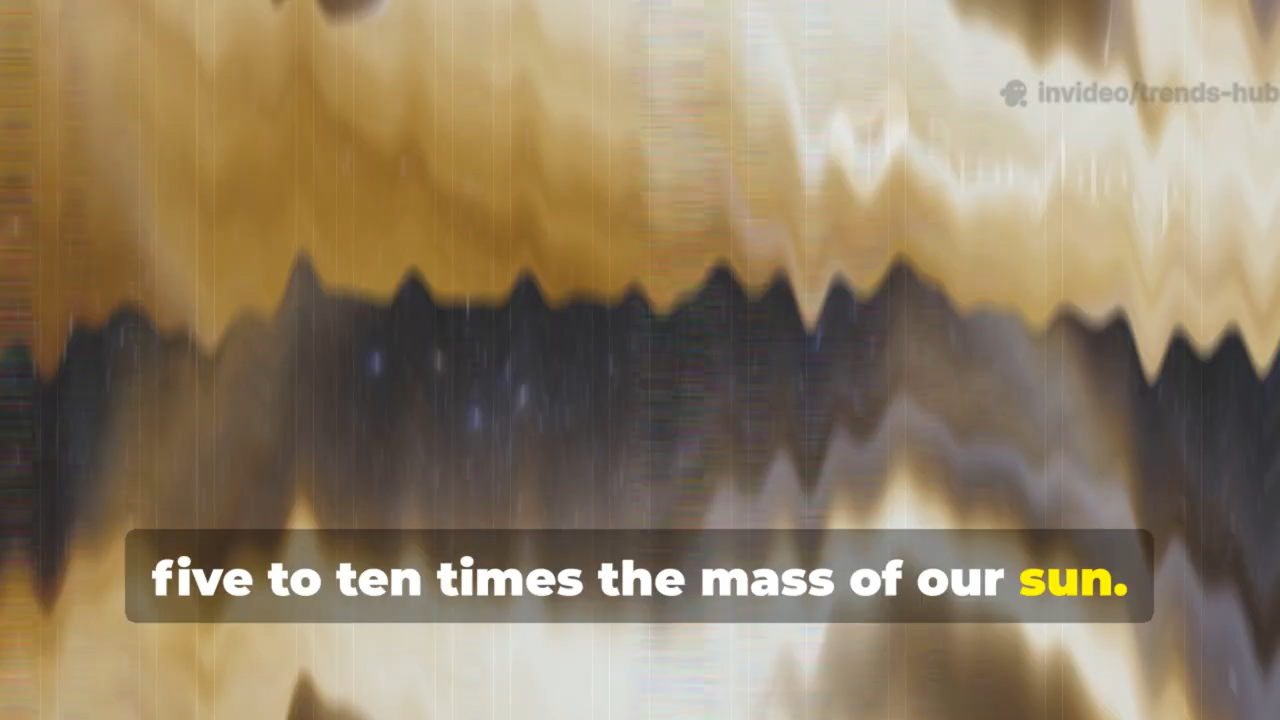 invideo/trends-hub
five to ten times the mass of our sun.